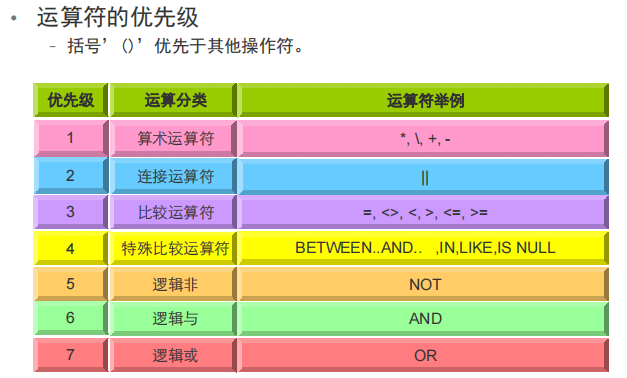 • 运算符的优先级
– 括号’()’优先于其他操作符。
优先级 运算分类 运算符举例
1 算术运算符 *, \, +, -
2 连接运算符 ||
3 比较运算符 =, <>, <, >, <=, >=
4 特殊比较运算符 BETWEEN..AND.. ,IN,LIKE,IS NULL
5 逻辑非 NOT
6 逻辑与 AND
7 逻辑或 OR